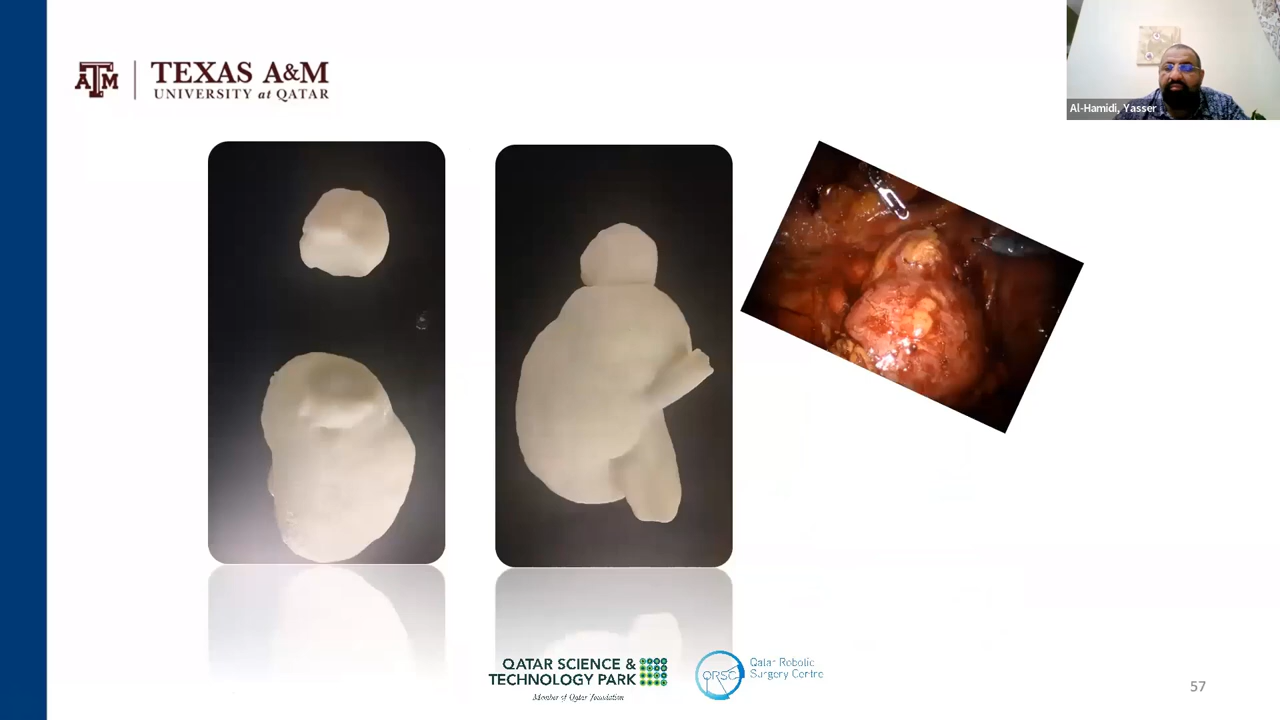 TEXAS A&M
UNIVERSITY at QATAR
Al-Hamidi, Yasser
QATAR SCIENCE &
TECHNOLOGY PARK
Member of Qatar Foundation
QRSC
Qatar Robotic
Surgery Centre
57